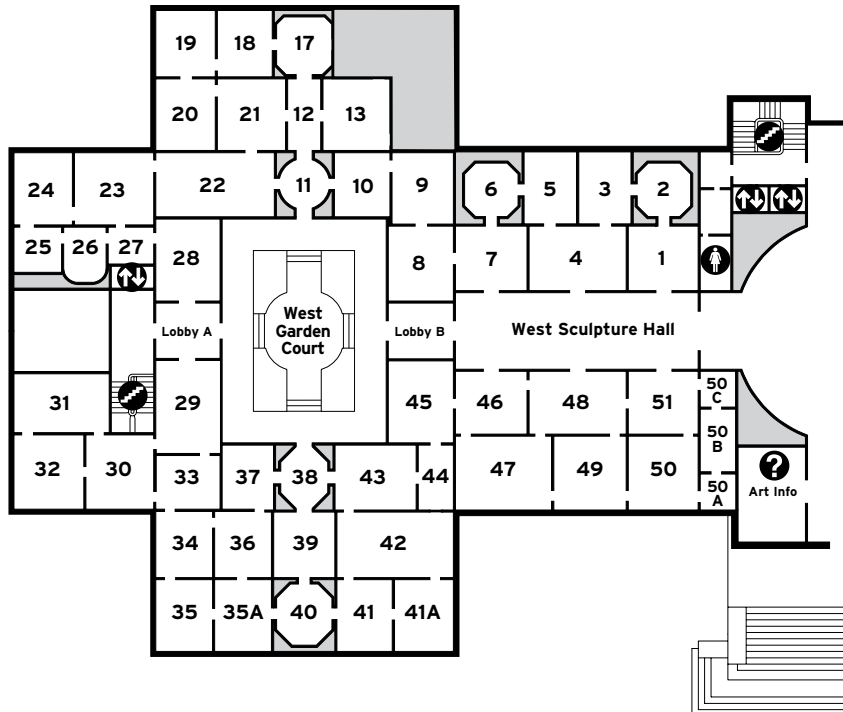 19 18 17
20 21 12 13
24 23 22 11 10 9 6 5 3 2
25 26 27 28 8 7 4 1
West
Garden
Court
Lobby A
Lobby B
West Sculpture Hall
31 29 45 46 48 51 50
C
50
B
32 30 33 37 38 43 44 47 49 50 50
A
?
Art Info
34 36 39 42
35 35A 40 41 41A